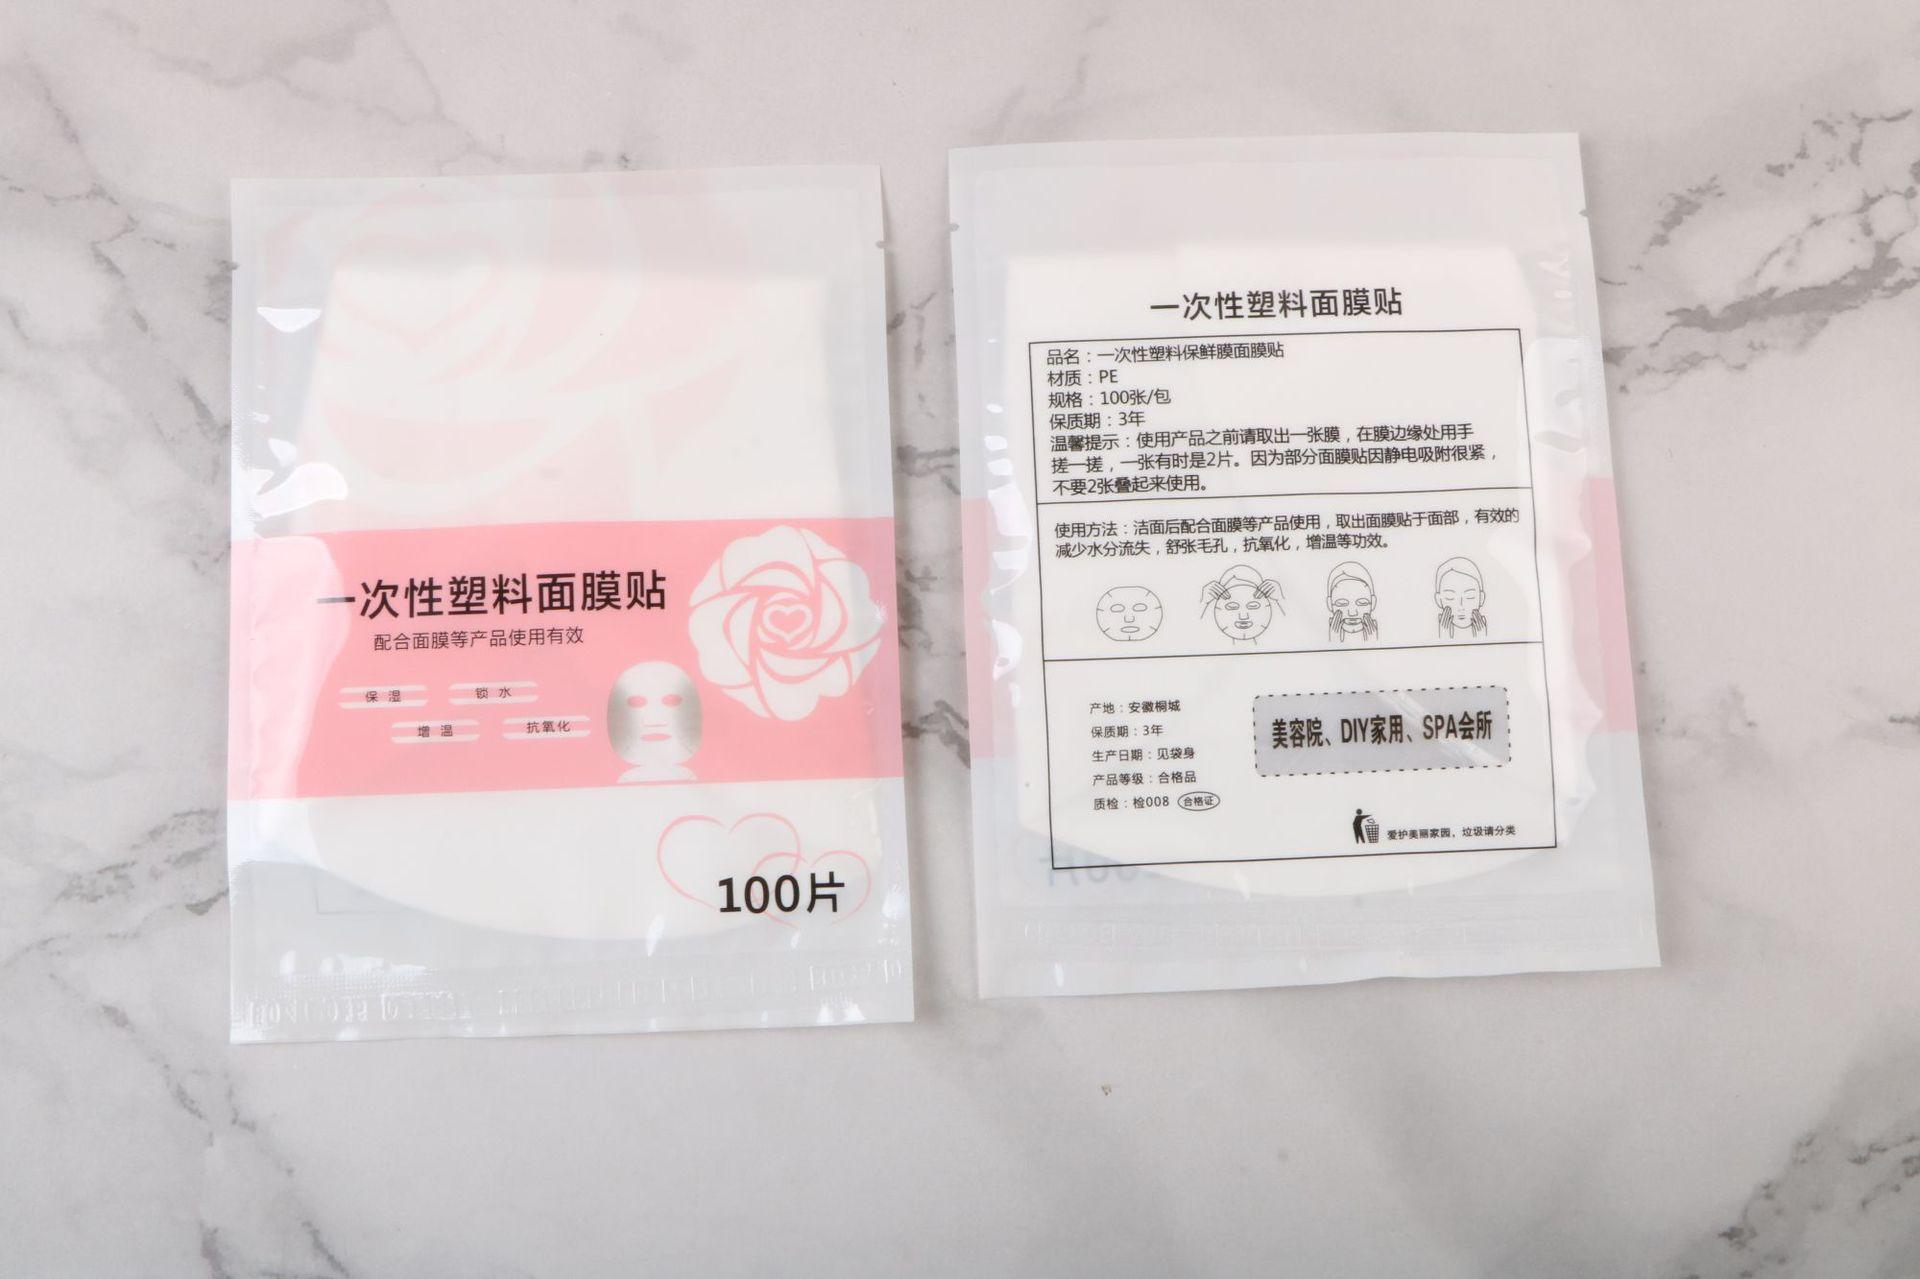 一次性塑料面膜贴
配合面膜等产品使用有效
保湿
锁水
增温
抗氧化
100片
一次性塑料面膜贴
品名：一次性塑料保鲜膜面膜贴
材质：PE
规格：100张/包
保质期：3年
温馨提示：使用产品之前请取出一张膜，在膜边缘处用手
搓一搓，一张有时是2片。因为部分面膜贴因静电吸附很紧，
不要2张叠起来使用。
使用方法：洁面后配合面膜等产品使用，取出面膜贴于面部，有效的
减少水分流失，舒张毛孔，抗氧化，增温等功效。
产地：安徽桐城
保质期：3年
生产日期：见袋身
产品等级：合格品
质检：检008 合格证
美容院、DIY家用、SPA会所
爱护美丽家园，垃圾请分类